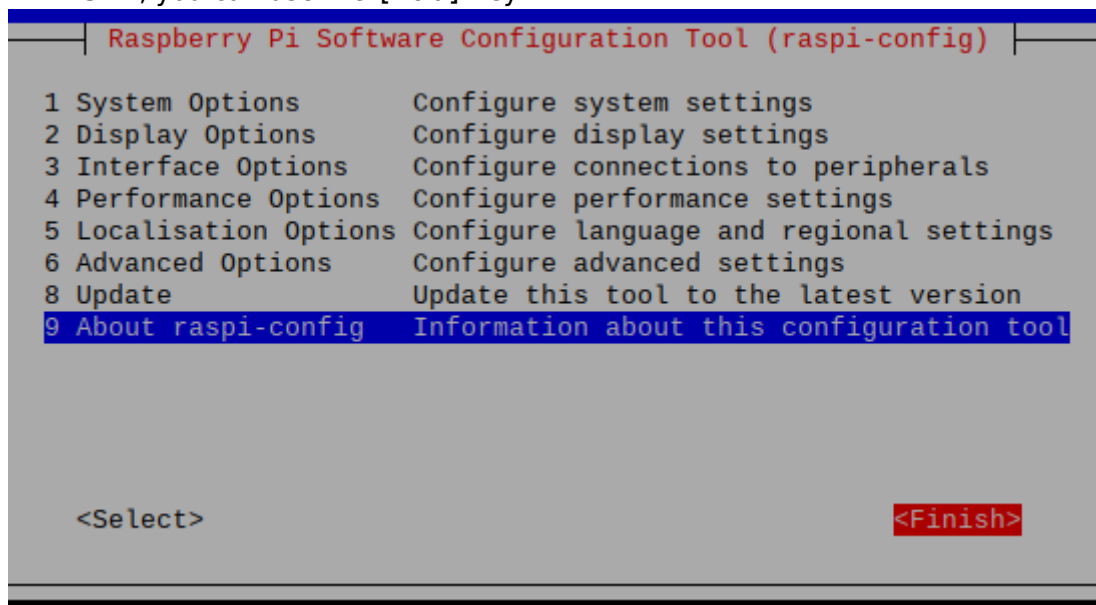 Raspberry Pi Software Configuration Tool (raspi-config)
1 System Options Configure system settings
2 Display Options Configure display settings
3 Interface Options Configure connections to peripherals
4 Performance Options Configure performance settings
5 Localisation Options Configure language and regional settings
6 Advanced Options Configure advanced settings
8 Update Update this tool to the latest version
9 About raspi-config Information about this configuration tool
<Select> <Finish>